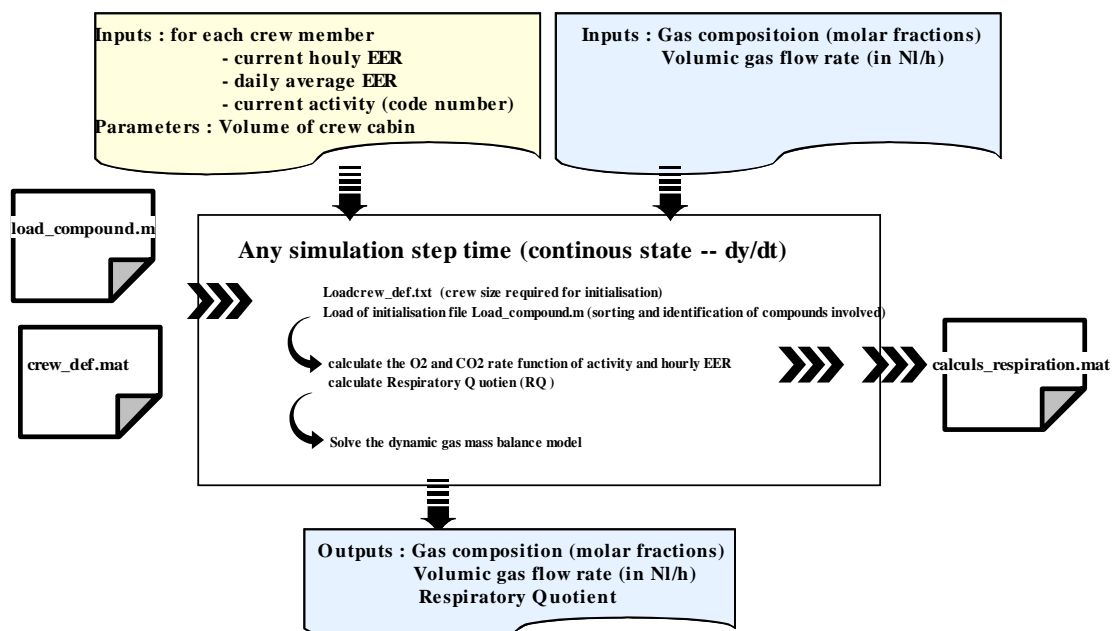 Inputs : for each crew member
- current houly EER
- daily average EER
- current activity (code number)
Parameters : Volume of crew cabin
Inputs : Gas compositoion (molar fractions)
Volumic gas flow rate (in Nl/h)
load_compound.m
crew_def.mat
Any simulation step time (continous state -- dy/dt)
Loadcrew_def.txt (crew size required for initialisation)
Load of initialisation file Load_compound.m (sorting and identification of compounds involved)
calculate the O2 and CO2 rate function of activity and hourly EER
calculate Respiratory Quotien (RQ)
Solve the dynamic gas mass balance model
calculs_respiration.mat
Outputs : Gas composition (molar fractions)
Volumic gas flow rate (in Nl/h)
Respiratory Quotient